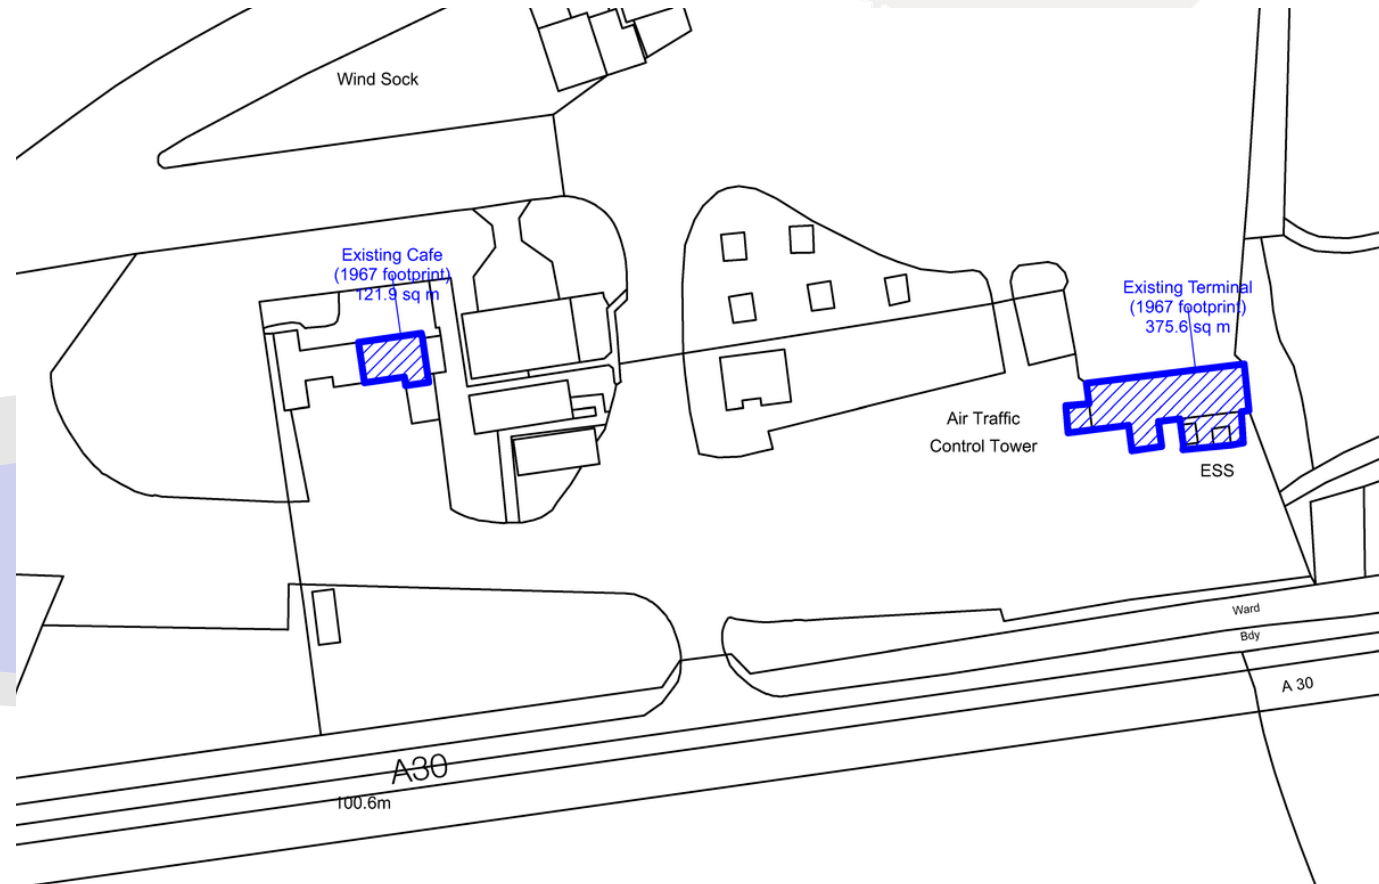 Wind Sock
Existing Cafe
(1967 footprint)
121.9 sq m
Existing Terminal
(1967 footprint)
375.6 sq m
Air Traffic
Control Tower
ESS
Ward
Bdy
A 30
A30
100.6m